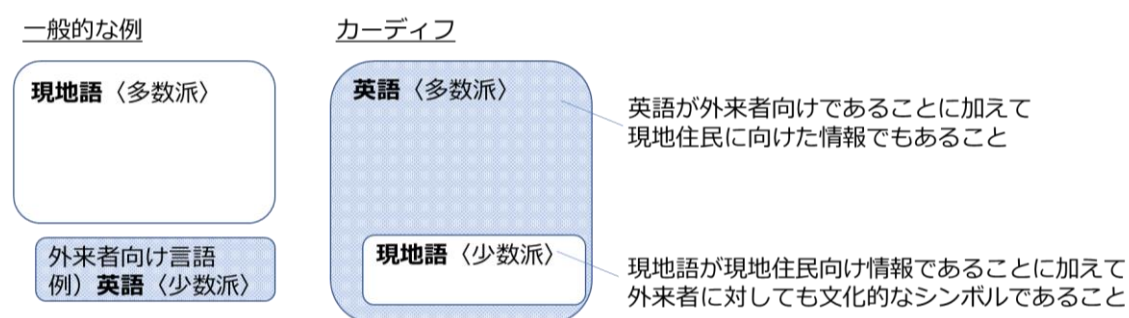 一般的な例
現地語〈多数派〉
外来者向け言語
例）英語〈少数派〉
カーディフ
英語〈多数派〉
現地語〈少数派〉
英語が外来者向けであることに加えて
現地住民に向けた情報でもあること
現地語が現地住民向け情報であることに加えて
外来者に対しても文化的なシンボルであること